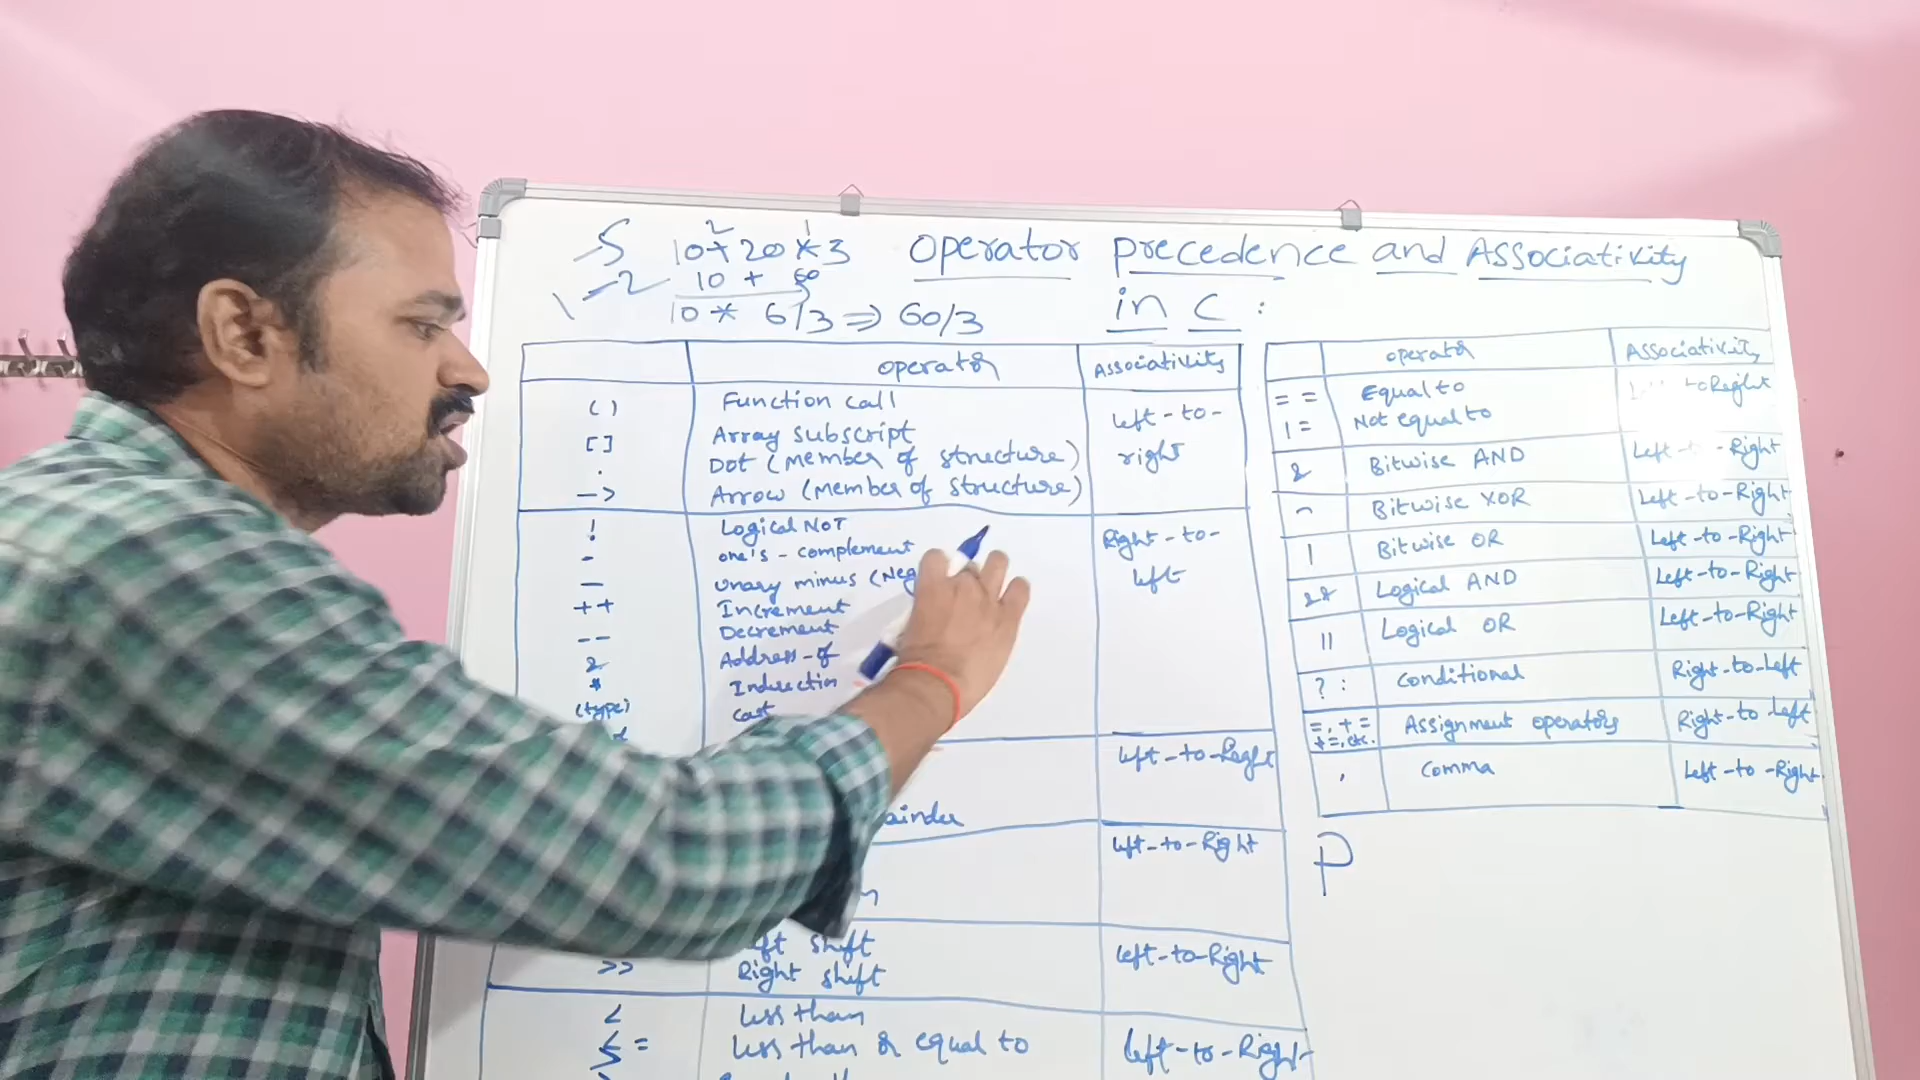 5 10+20*3 Operator precedence and Associativity
2 1
-2 10 + 60
10 * 6/3 => 60/3 in C :
operator Associativity
( ) Function call left-to-
[ ] Array subscript right
. Dot (member of structure)
-> Arrow (member of structure)
! Logical NOT Right-to-
- one's-complement left
- unary minus (Neg
++ Increment
-- Decrement
& Address-of
* Indirection
(type) cast
left-to-Right
ainder
left-to-Right
ft shift left-to-Right
>> Right shift
< less than
<= less than or equal to left-to-Right
operator Associativity
== Equal to to Right
!= Not equal to
& Bitwise AND Left-to-Right
^ Bitwise XOR Left-to-Right
| Bitwise OR Left-to-Right
&& Logical AND Left-to-Right
|| Logical OR Left-to-Right
? : conditional Right-to-Left
=, += Assignment operators Right-to-Left
*=, etc.
, comma Left-to-Right
P